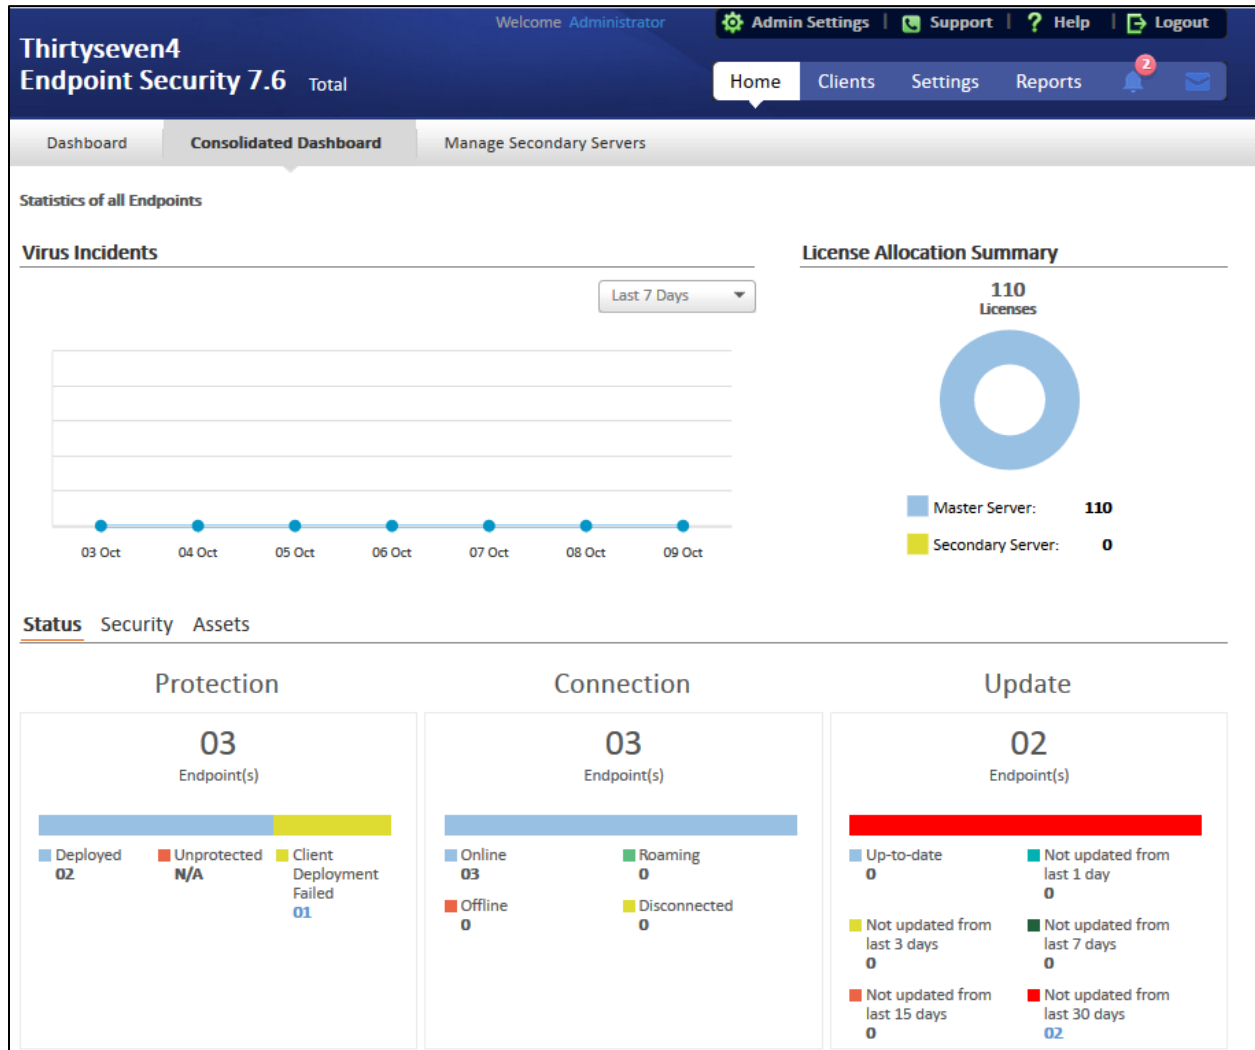 Welcome Administrator
Admin Settings
Support
? Help
Logout
Thirtyseven4
Endpoint Security 7.6 Total
Home
Clients
Settings
Reports
2
Dashboard
Consolidated Dashboard
Manage Secondary Servers
Statistics of all Endpoints
Virus Incidents
Last 7 Days
03 Oct
04 Oct
05 Oct
06 Oct
07 Oct
08 Oct
09 Oct
License Allocation Summary
110
Licenses
Master Server: 110
Secondary Server: 0
Status
Security
Assets
Protection
03
Endpoint(s)
Deployed
02
Unprotected
N/A
Client
Deployment
Failed
01
Connection
03
Endpoint(s)
Online
03
Roaming
0
Offline
0
Disconnected
0
Update
02
Endpoint(s)
Up-to-date
0
Not updated from
last 1 day
0
Not updated from
last 3 days
0
Not updated from
last 7 days
0
Not updated from
last 15 days
0
Not updated from
last 30 days
02